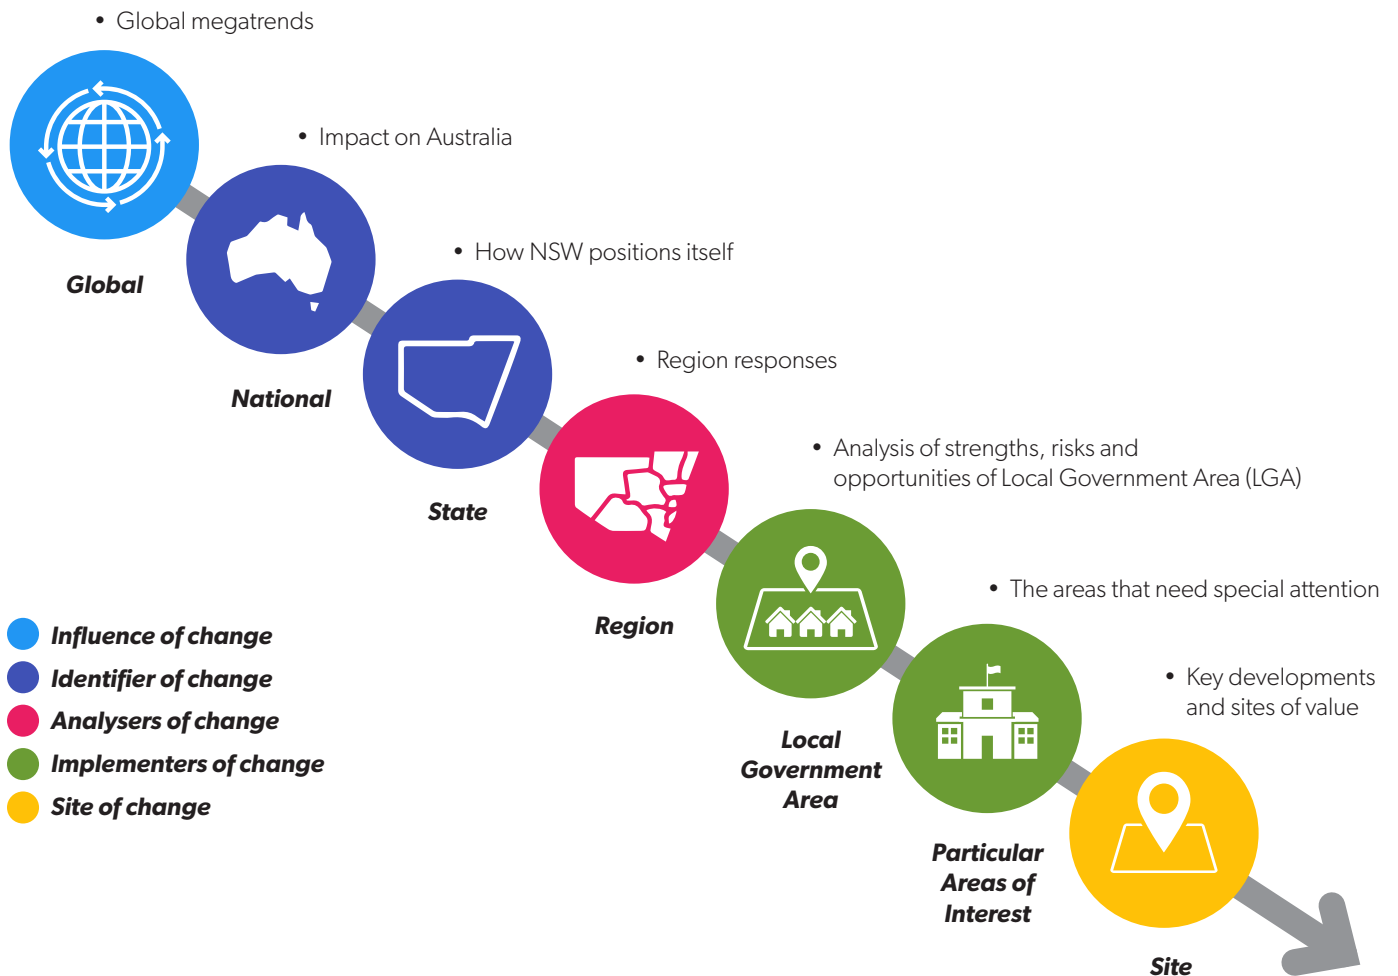 • Global megatrends
Global
• Impact on Australia
National
• How NSW positions itself
State
• Region responses
Region
• Analysis of strengths, risks and
opportunities of Local Government Area (LGA)
Local
Government
Area
• The areas that need special attention
Particular
Areas of
Interest
• Key developments
and sites of value
Site
Influence of change
Identifier of change
Analysers of change
Implementers of change
Site of change